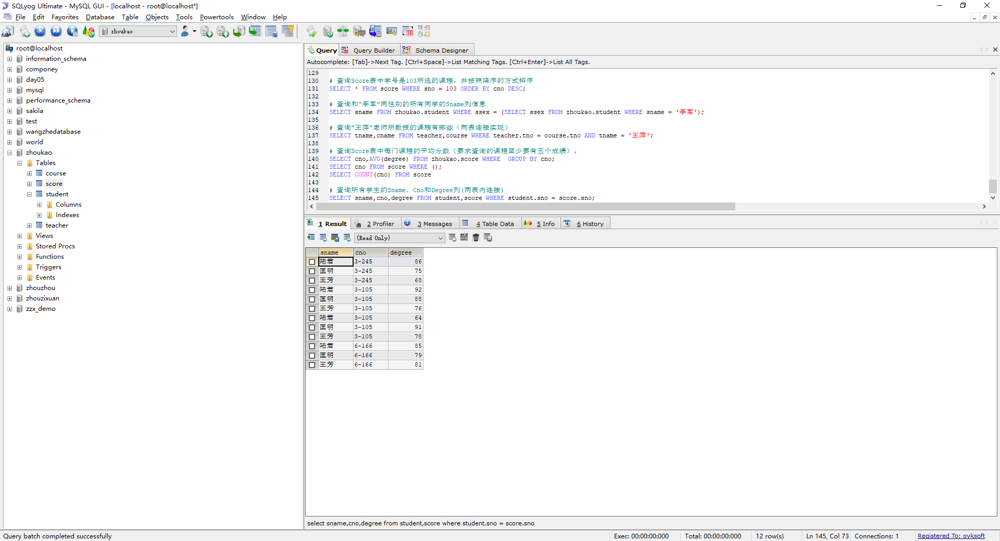 SQLyog Ultimate - MySQL GUI - [localhost - root@localhost*]
File Edit Favorites Database Table Objects Tools Powertools Window Help
zhoukao
root@localhost
information_schema
componey
day05
mysql
performance_schema
sakila
test
wangzhedatabase
world
zhoukao
Tables
course
score
student
Columns
Indexes
teacher
Views
Stored Procs
Functions
Triggers
Events
zhouzhou
zhouzixuan
zzx_demo
Query Query Builder Schema Designer
Autocomplete: [Tab]->Next Tag. [Ctrl+Space]->List Matching Tags. [Ctrl+Enter]->List All Tags.
129
130 # 查询Score表中学号是103所选的课程，并按照降序的方式排序
131 SELECT * FROM score WHERE sno = 103 ORDER BY cno DESC;
132
133 # 查询和“李军”同性别的所有同学的Sname列信息
134 SELECT sname FROM zhoukao.student WHERE ssex = (SELECT ssex FROM zhoukao.student WHERE sname = '李军');
135
136 # 查询”王萍”老师所教授的课程有哪些（两表连接实现）
137 SELECT tname,cname FROM teacher,course WHERE teacher.tno = course.tno AND tname = '王萍';
138
139 # 查询Score表中每门课程的平均分数（要求查询的课程至少要有五个成绩）。
140 SELECT cno,AVG(degree) FROM zhoukao.score WHERE  GROUP BY cno;
141 SELECT cno FROM score WHERE ();
142 SELECT COUNT(cno) FROM score
143
144 # 查询所有学生的Sname、Cno和Degree列(两表内连接)
145 SELECT sname,cno,degree FROM student,score WHERE student.sno = score.sno;
1 Result 2 Profiler 3 Messages 4 Table Data 5 Info 6 History
(Read Only)
sname cno degree
陆君 3-245 86
匡明 3-245 75
王芳 3-245 68
陆君 3-105 92
匡明 3-105 88
王芳 3-105 76
陆君 3-105 64
匡明 3-105 91
王芳 3-105 78
陆君 6-166 85
匡明 6-166 79
王芳 6-166 81
select sname,cno,degree from student,score where student.sno = score.sno
Query batch completed successfully Exec: 00:00:00:000 Total: 00:00:00:000 12 row(s) Ln 145, Col 73 Connections: 1 Registered To: ovksoft